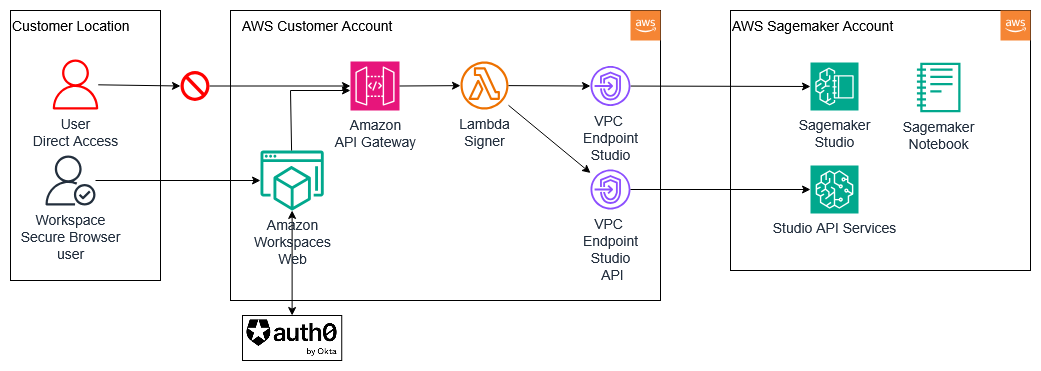 Customer Location
AWS Customer Account
aws
AWS Sagemaker Account
aws
User
Direct Access
Amazon
API Gateway
Lambda
Signer
VPC
Endpoint
Studio
Sagemaker
Studio
Sagemaker
Notebook
Workspace
Secure Browser
user
Amazon
Workspaces
Web
VPC
Endpoint
Studio
API
Studio API Services
auth0
by Okta